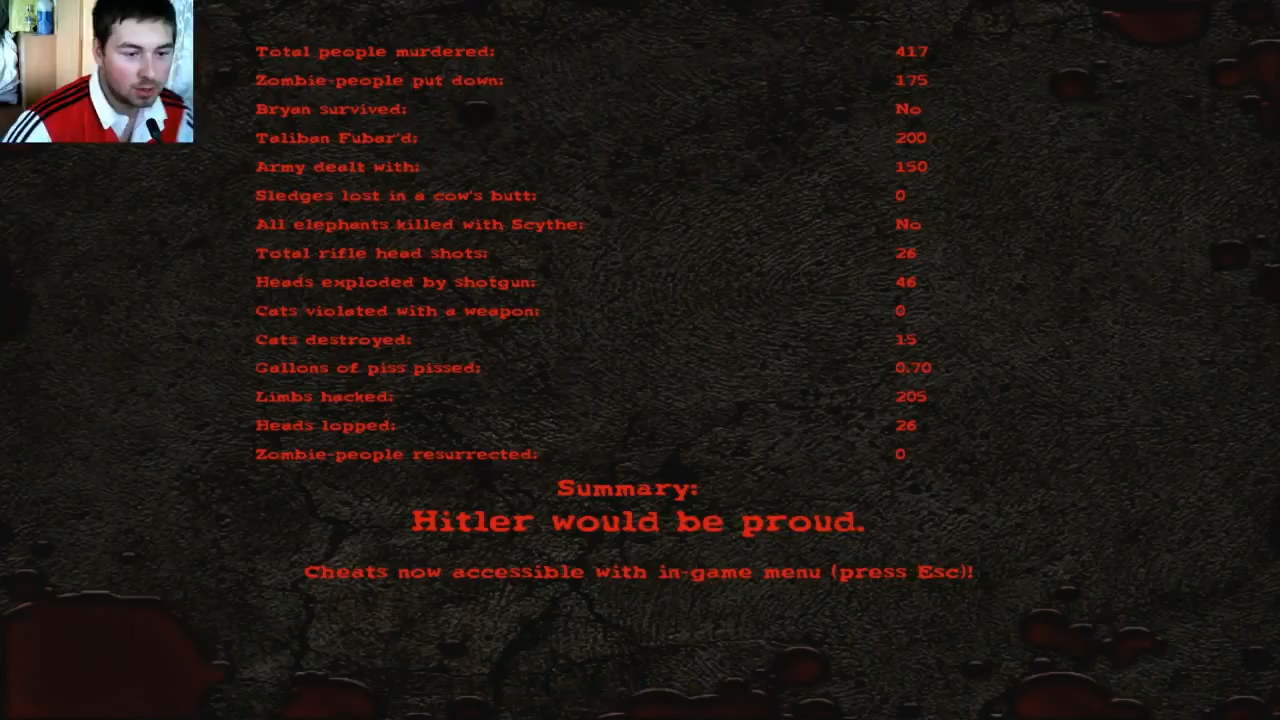 Total people murdered: 417
Zombie-people put down: 175
Bryan survived: No
Taliban Fubar'd: 200
Army dealt with: 150
Sledges lost in a cow's butt: 0
All elephants killed with Scythe: No
Total rifle head shots: 26
Heads exploded by shotgun: 46
Cats violated with a weapon: 0
Cats destroyed: 15
Gallons of piss pissed: 0.70
Limbs hacked: 205
Heads lopped: 26
Zombie-people resurrected: 0
Summary:
Hitler would be proud.
Cheats now accessible with in-game menu (press Esc)!